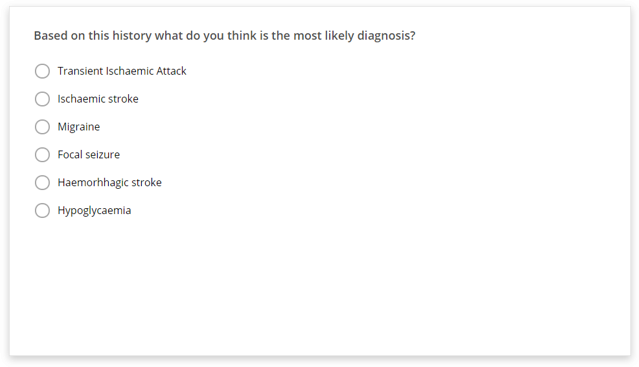 Based on this history what do you think is the most likely diagnosis?
Transient Ischaemic Attack
Ischaemic stroke
Migraine
Focal seizure
Haemorhhagic stroke
Hypoglycaemia